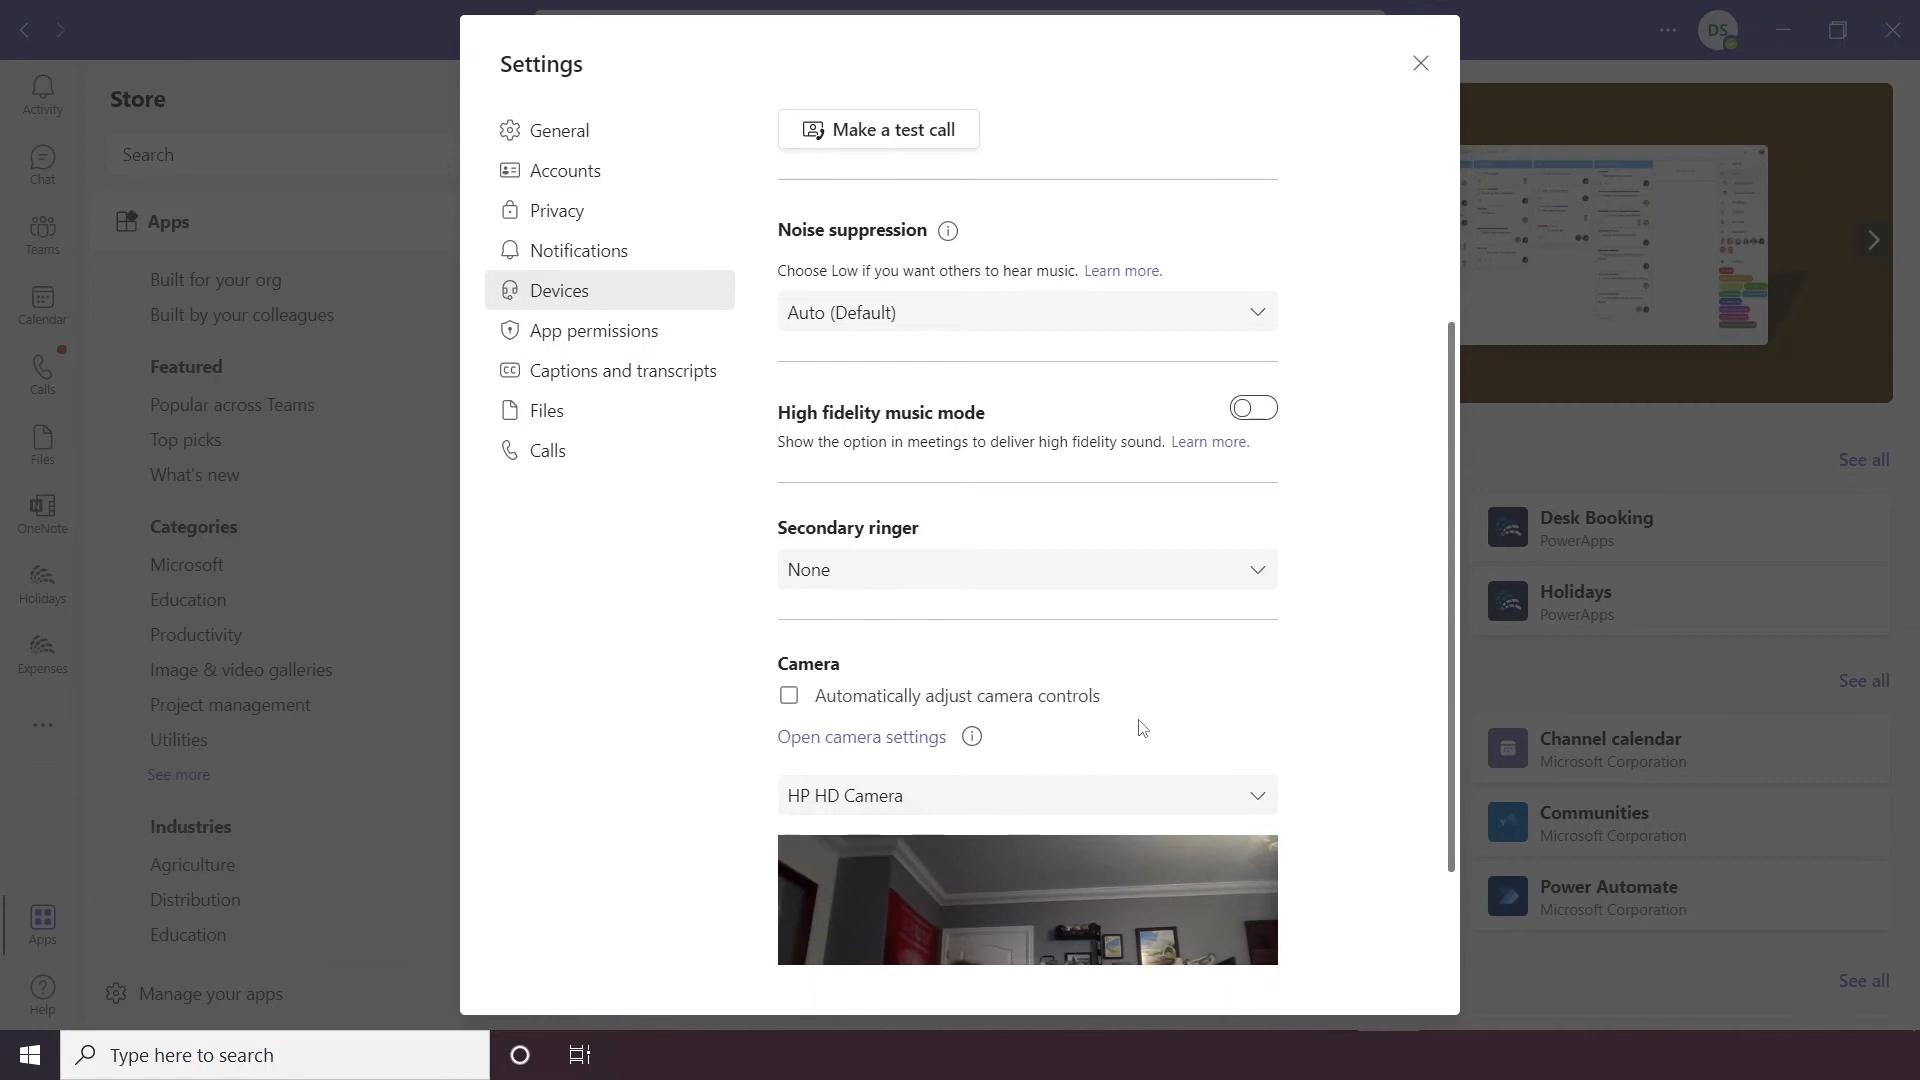 DS
Activity
Chat
Teams
Calendar
Calls
Files
OneNote
Holidays
Expenses
Apps
Help
Store
Search
Apps
Built for your org
Built by your colleagues
Featured
Popular across Teams
Top picks
What's new
Categories
Microsoft
Education
Productivity
Image & video galleries
Project management
Utilities
See more
Industries
Agriculture
Distribution
Education
Manage your apps
Settings
General
Accounts
Privacy
Notifications
Devices
App permissions
Captions and transcripts
Files
Calls
Make a test call
Noise suppression
Choose Low if you want others to hear music. Learn more.
Auto (Default)
High fidelity music mode
Show the option in meetings to deliver high fidelity sound. Learn more.
Secondary ringer
None
Camera
Automatically adjust camera controls
Open camera settings
HP HD Camera
See all
Desk Booking
PowerApps
Holidays
PowerApps
See all
Channel calendar
Microsoft Corporation
Communities
Microsoft Corporation
Power Automate
Microsoft Corporation
See all
Type here to search